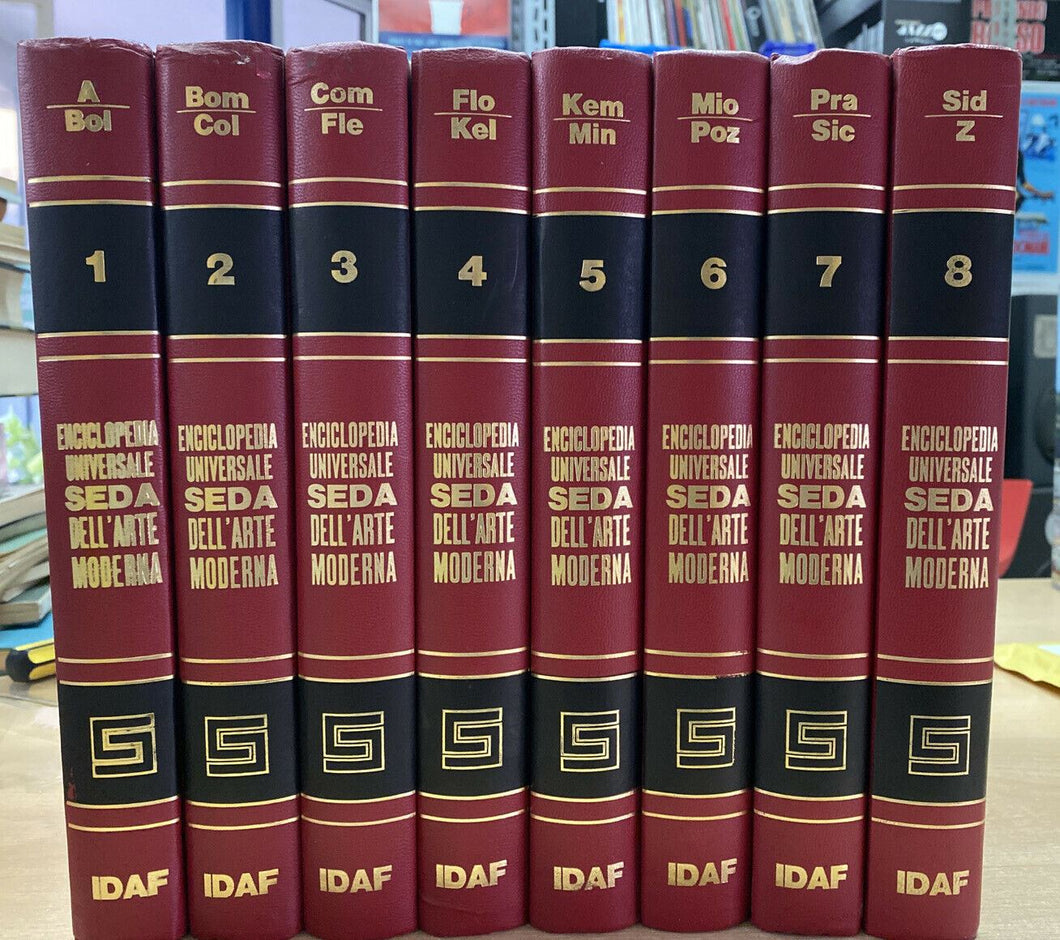 A
Bol
1
ENCICLOPEDIA
UNIVERSALE
SEDA
DELL'ARTE
MODERNA
S
IDAF
Bom
Col
2
ENCICLOPEDIA
UNIVERSALE
SEDA
DELL'ARTE
MODERNA
S
IDAF
Com
Fle
3
ENCICLOPEDIA
UNIVERSALE
SEDA
DELL'ARTE
MODERNA
S
IDAF
Flo
Kel
4
ENCICLOPEDIA
UNIVERSALE
SEDA
DELL'ARTE
MODERNA
S
IDAF
Kem
Min
5
ENCICLOPEDIA
UNIVERSALE
SEDA
DELL'ARTE
MODERNA
S
IDAF
Mio
Poz
6
ENCICLOPEDIA
UNIVERSALE
SEDA
DELL'ARTE
MODERNA
S
IDAF
Pra
Sic
7
ENCICLOPEDIA
UNIVERSALE
SEDA
DELL'ARTE
MODERNA
S
IDAF
Sid
Z
8
ENCICLOPEDIA
UNIVERSALE
SEDA
DELL'ARTE
MODERNA
S
IDAF